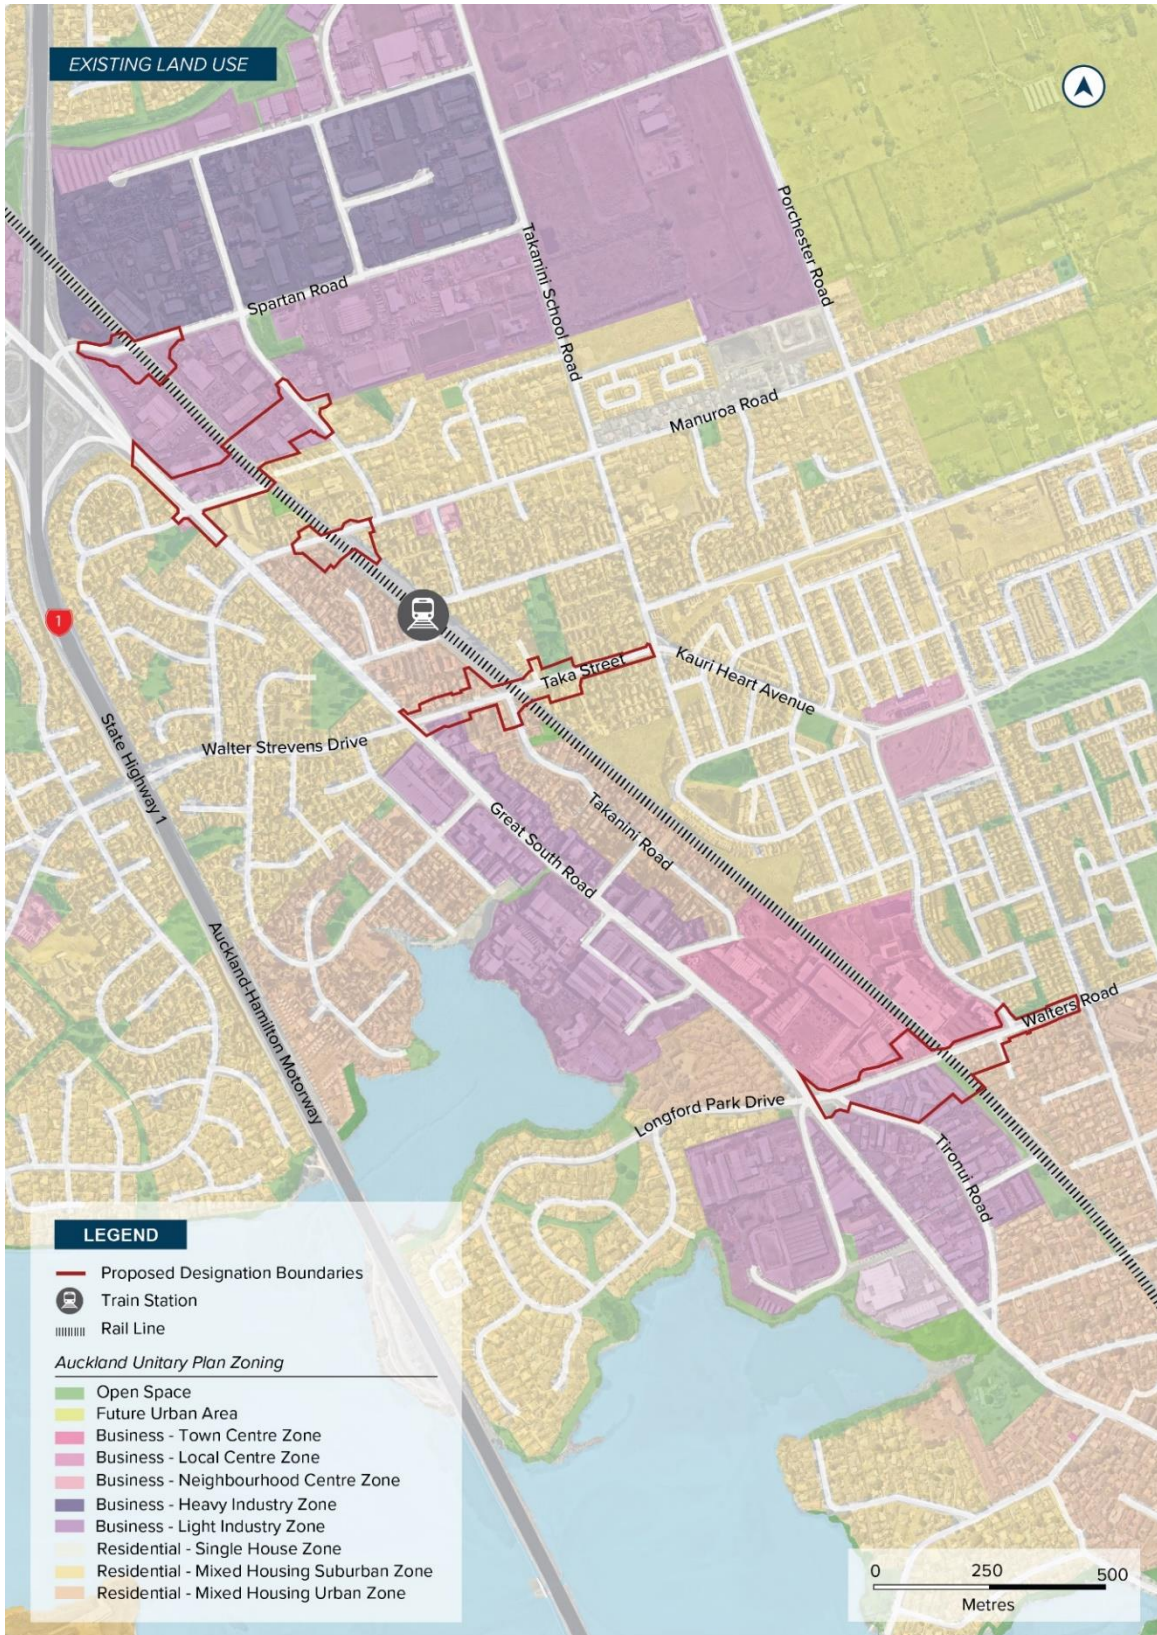 EXISTING LAND USE
Porchester Road
Takanini School Road
Spartan Road
Manuroa Road
1
Taka Street
Kauri Heart Avenue
State Highway 1
Walter Strevens Drive
Great South Road
Takanini Road
Auckland-Hamilton Motorway
Walters Road
Longford Park Drive
Tironui Road
LEGEND
Proposed Designation Boundaries
Train Station
Rail Line
Auckland Unitary Plan Zoning
Open Space
Future Urban Area
Business - Town Centre Zone
Business - Local Centre Zone
Business - Neighbourhood Centre Zone
Business - Heavy Industry Zone
Business - Light Industry Zone
Residential - Single House Zone
Residential - Mixed Housing Suburban Zone
Residential - Mixed Housing Urban Zone
0 250 500
Metres